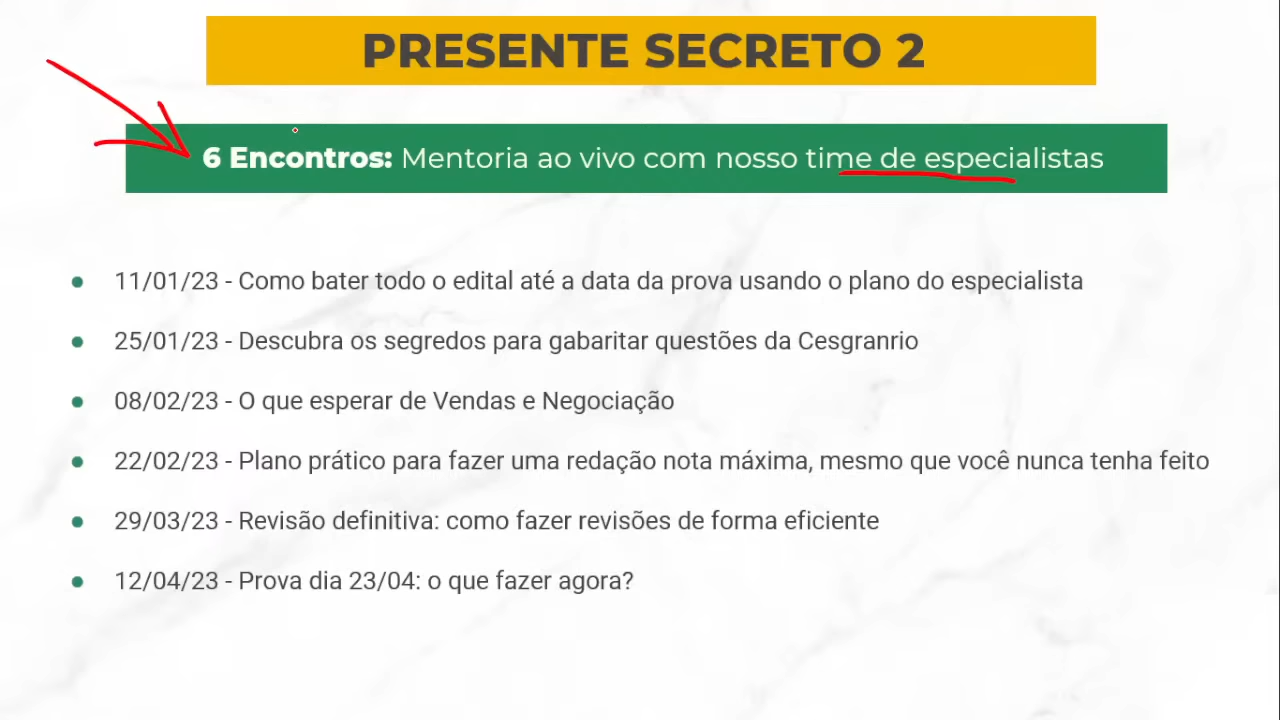 PRESENTE SECRETO 2
6 Encontros: Mentoria ao vivo com nosso time de especialistas
11/01/23 - Como bater todo o edital até a data da prova usando o plano do especialista
25/01/23 - Descubra os segredos para gabaritar questões da Cesgranrio
08/02/23 - O que esperar de Vendas e Negociação
22/02/23 - Plano prático para fazer uma redação nota máxima, mesmo que você nunca tenha feito
29/03/23 - Revisão definitiva: como fazer revisões de forma eficiente
12/04/23 - Prova dia 23/04: o que fazer agora?